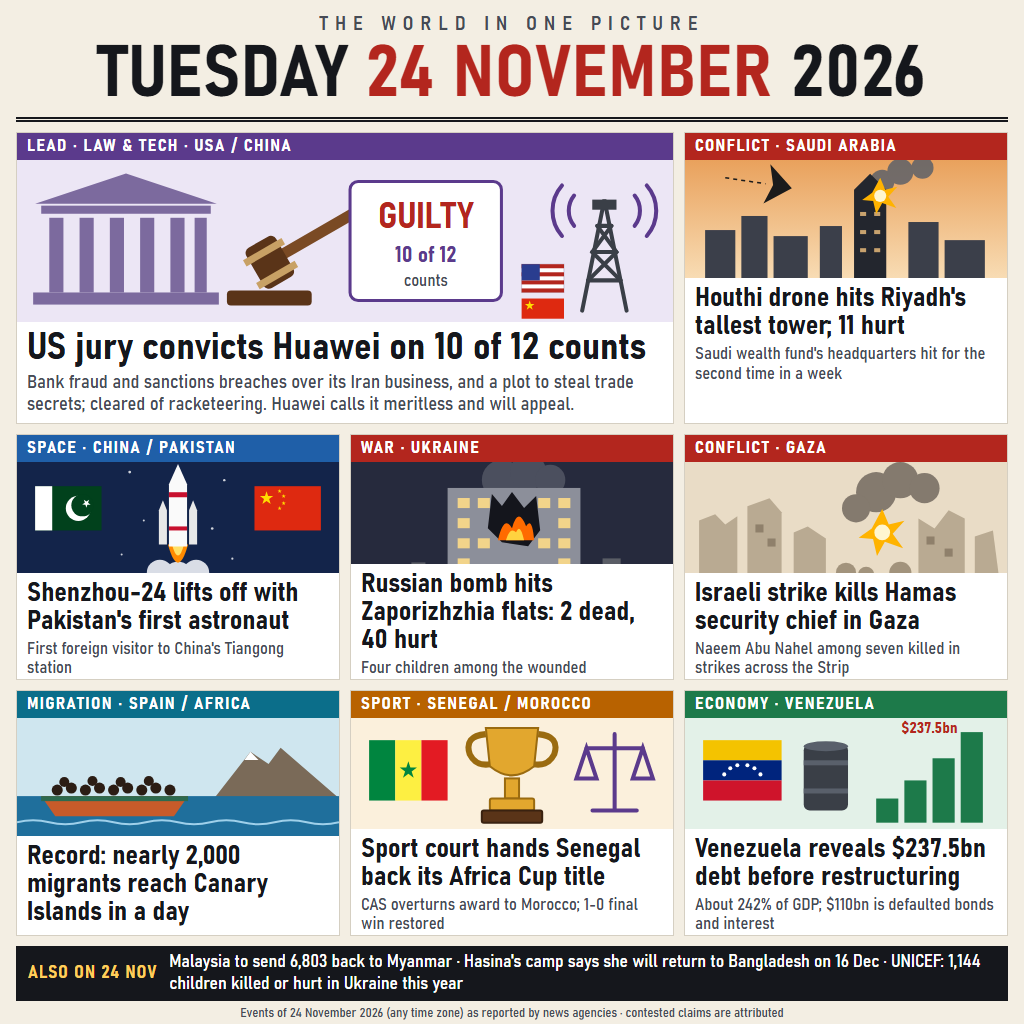 THE WORLD IN ONE PICTURE
TUESDAY 24 NOVEMBER 2026
LEAD · LAW & TECH · USA / CHINA
GUILTY
10 of 12
counts
US jury convicts Huawei on 10 of 12 counts
Bank fraud and sanctions breaches over its Iran business, and a plot to steal trade
secrets; cleared of racketeering. Huawei calls it meritless and will appeal.
CONFLICT · SAUDI ARABIA
Houthi drone hits Riyadh's
tallest tower; 11 hurt
Saudi wealth fund's headquarters hit for the
second time in a week
SPACE · CHINA / PAKISTAN
Shenzhou-24 lifts off with
Pakistan's first astronaut
First foreign visitor to China's Tiangong
station
WAR · UKRAINE
Russian bomb hits
Zaporizhzhia flats: 2 dead,
40 hurt
Four children among the wounded
CONFLICT · GAZA
Israeli strike kills Hamas
security chief in Gaza
Naeem Abu Nahel among seven killed in
strikes across the Strip
MIGRATION · SPAIN / AFRICA
Record: nearly 2,000
migrants reach Canary
Islands in a day
SPORT · SENEGAL / MOROCCO
Sport court hands Senegal
back its Africa Cup title
CAS overturns award to Morocco; 1-0 final
win restored
ECONOMY · VENEZUELA
$237.5bn
Venezuela reveals $237.5bn
debt before restructuring
About 242% of GDP; $110bn is defaulted bonds
and interest
ALSO ON 24 NOV
Malaysia to send 6,803 back to Myanmar · Hasina's camp says she will return to Bangladesh on 16 Dec · UNICEF: 1,144
children killed or hurt in Ukraine this year
Events of 24 November 2026 (any time zone) as reported by news agencies · contested claims are attributed